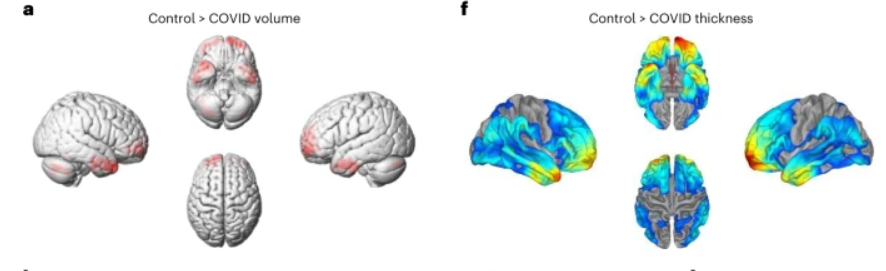 a
Control > COVID volume
f
Control > COVID thickness